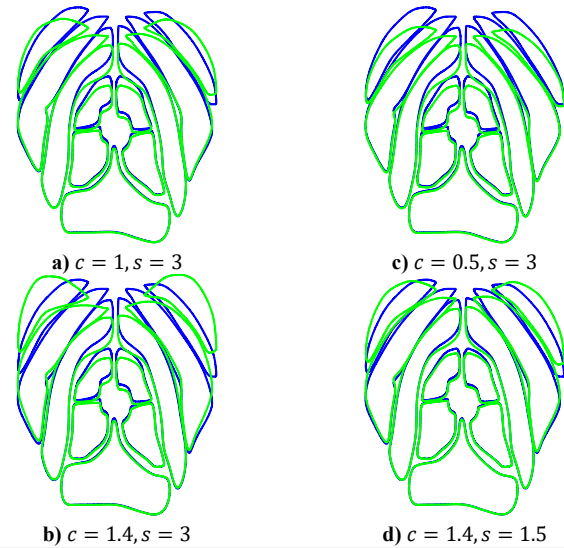 a) c = 1, s = 3
c) c = 0.5, s = 3
b) c = 1.4, s = 3
d) c = 1.4, s = 1.5